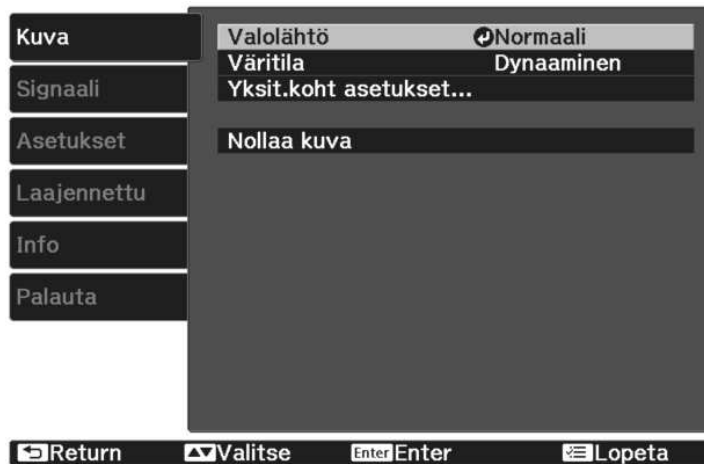 Kuva
Signaali
Asetukset
Laajennettu
Info
Palauta
Valolähtö Normaali
Väritila Dynaaminen
Yksit.koht asetukset...
Nollaa kuva
Return Valitse Enter Enter Lopeta